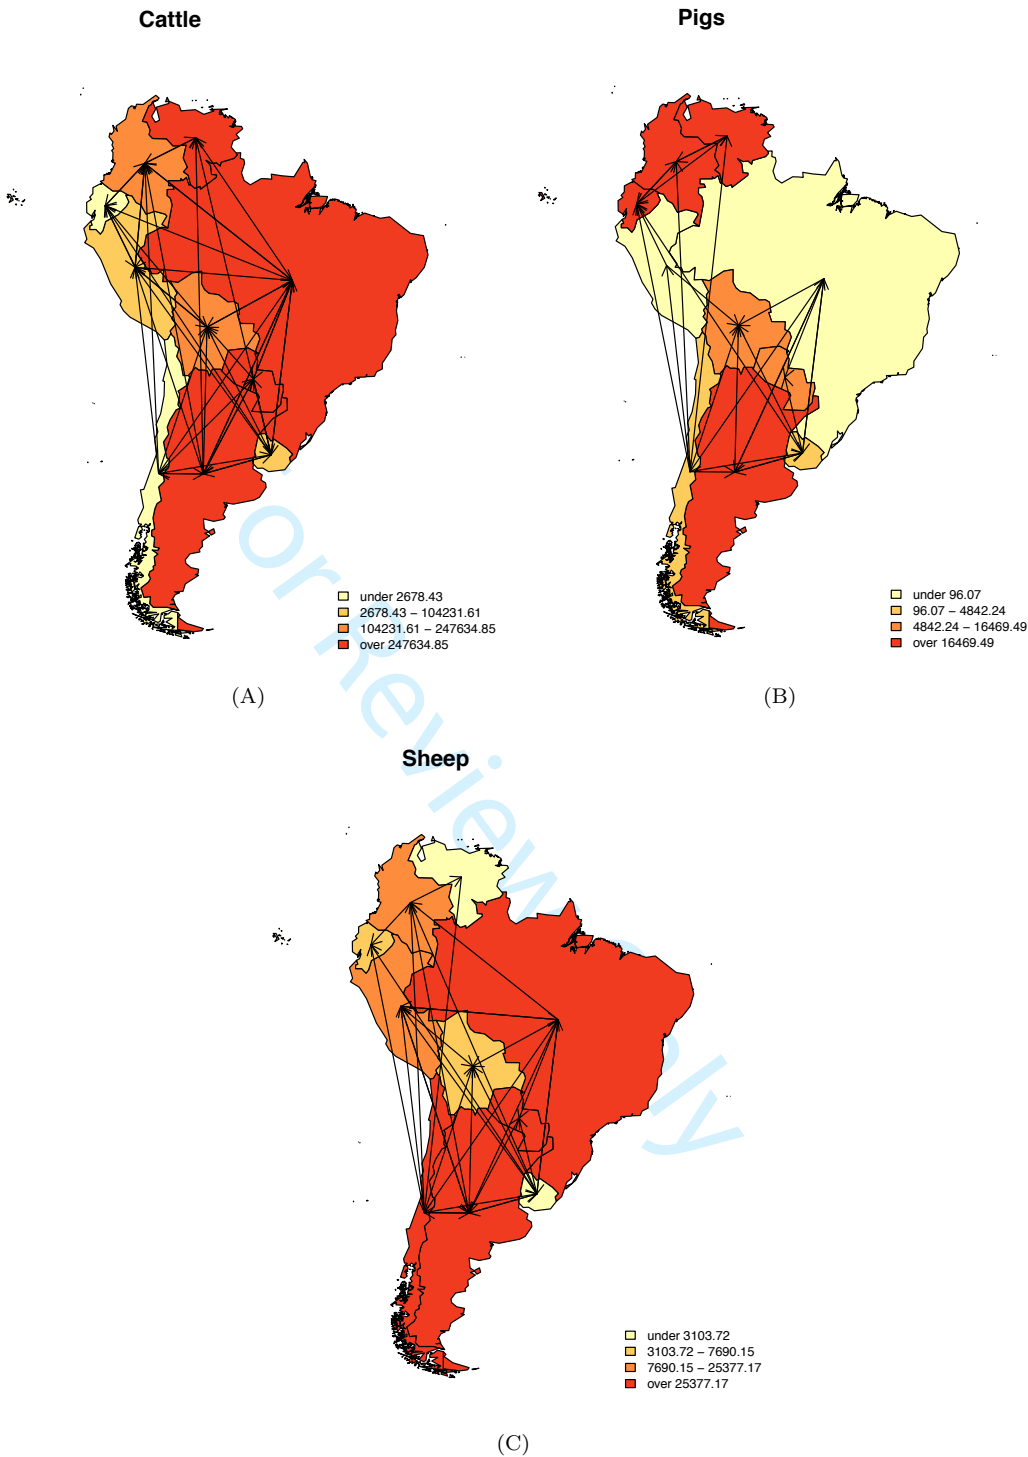 Cattle
Pigs
under 2678.43
2678.43 – 104231.61
104231.61 – 247634.85
over 247634.85
under 96.07
96.07 – 4842.24
4842.24 – 16469.49
over 16469.49
(A)
(B)
Sheep
or Review Only
under 3103.72
3103.72 – 7690.15
7690.15 – 25377.17
over 25377.17
(C)